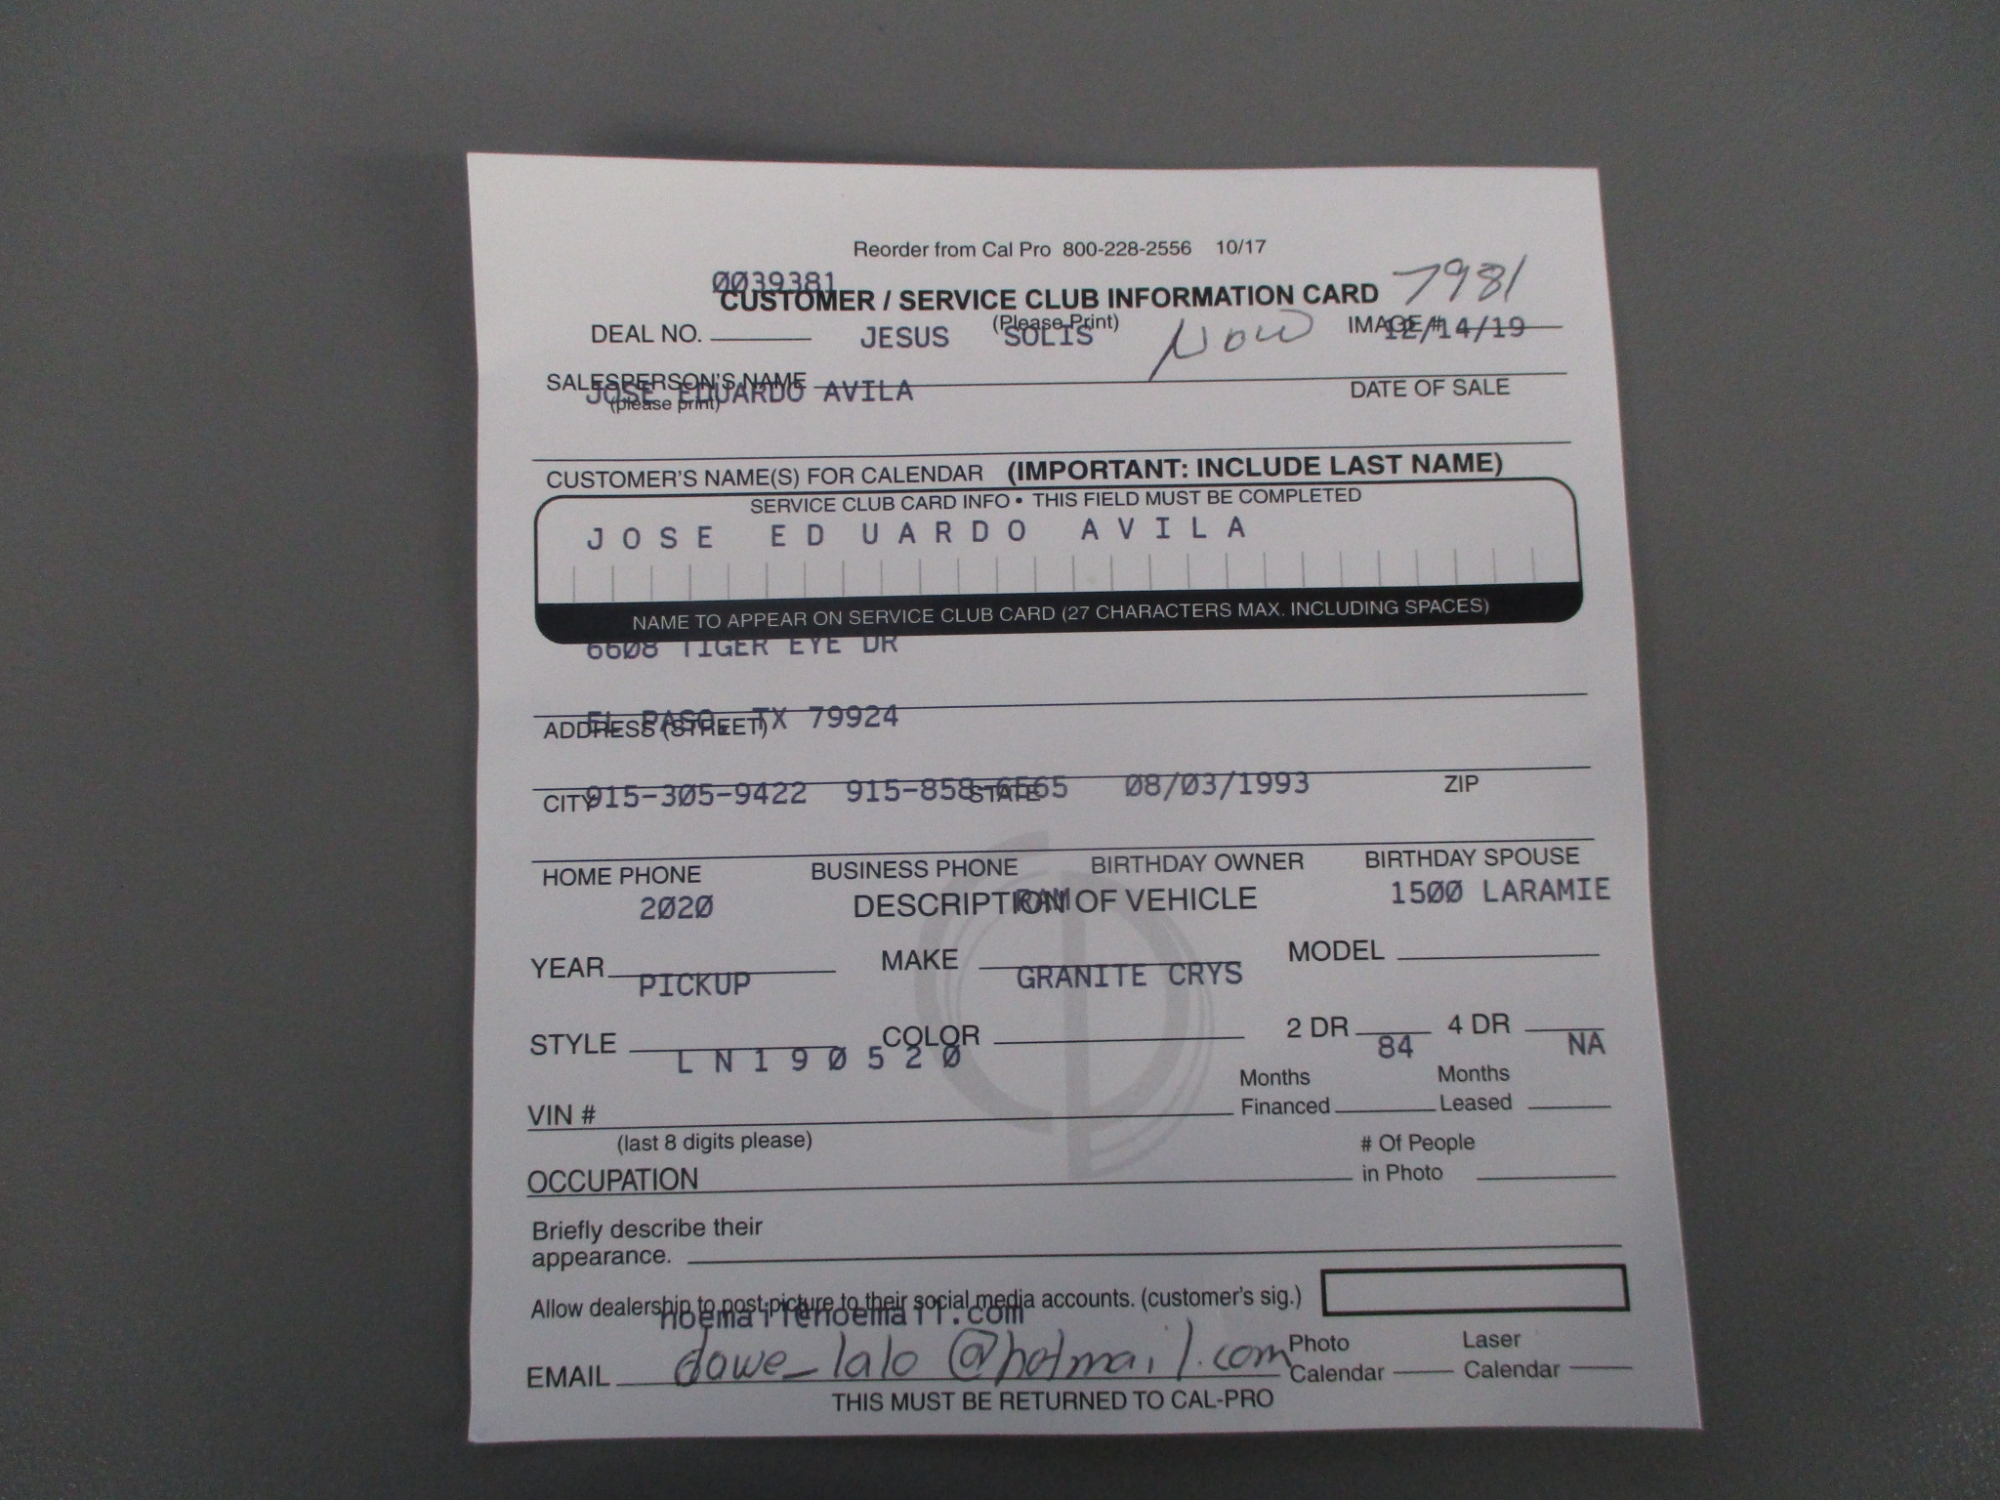 Reorder from Cal Pro 800-228-2556 10/17
0039381
CUSTOMER / SERVICE CLUB INFORMATION CARD 7981
(Please Print)
DEAL NO. JESUS SOLIS Now IMAGE # 12/14/19
SALESPERSON'S NAME DATE OF SALE
JOSE EDUARDO AVILA
(please print)
CUSTOMER'S NAME(S) FOR CALENDAR (IMPORTANT: INCLUDE LAST NAME)
SERVICE CLUB CARD INFO • THIS FIELD MUST BE COMPLETED
JOSE EDUARDO AVILA
NAME TO APPEAR ON SERVICE CLUB CARD (27 CHARACTERS MAX. INCLUDING SPACES)
6608 TIGER EYE DR
EL PASO, TX 79924
ADDRESS (STREET)
915-305-9422 915-858-6565 08/03/1993
CITY STATE ZIP
HOME PHONE BUSINESS PHONE BIRTHDAY OWNER BIRTHDAY SPOUSE
2020 RAM 1500 LARAMIE
DESCRIPTION OF VEHICLE
YEAR MAKE MODEL
PICKUP GRANITE CRYS
STYLE COLOR 2 DR 4 DR
LN190520 84 NA
VIN # Months Financed Months Leased
(last 8 digits please)
OCCUPATION # Of People in Photo
Briefly describe their
appearance.
Allow dealership to post picture to their social media accounts. (customer's sig.)
noemail@noemail.com
EMAIL dowe_lalo@hotmail.com Photo Calendar Laser Calendar
THIS MUST BE RETURNED TO CAL-PRO